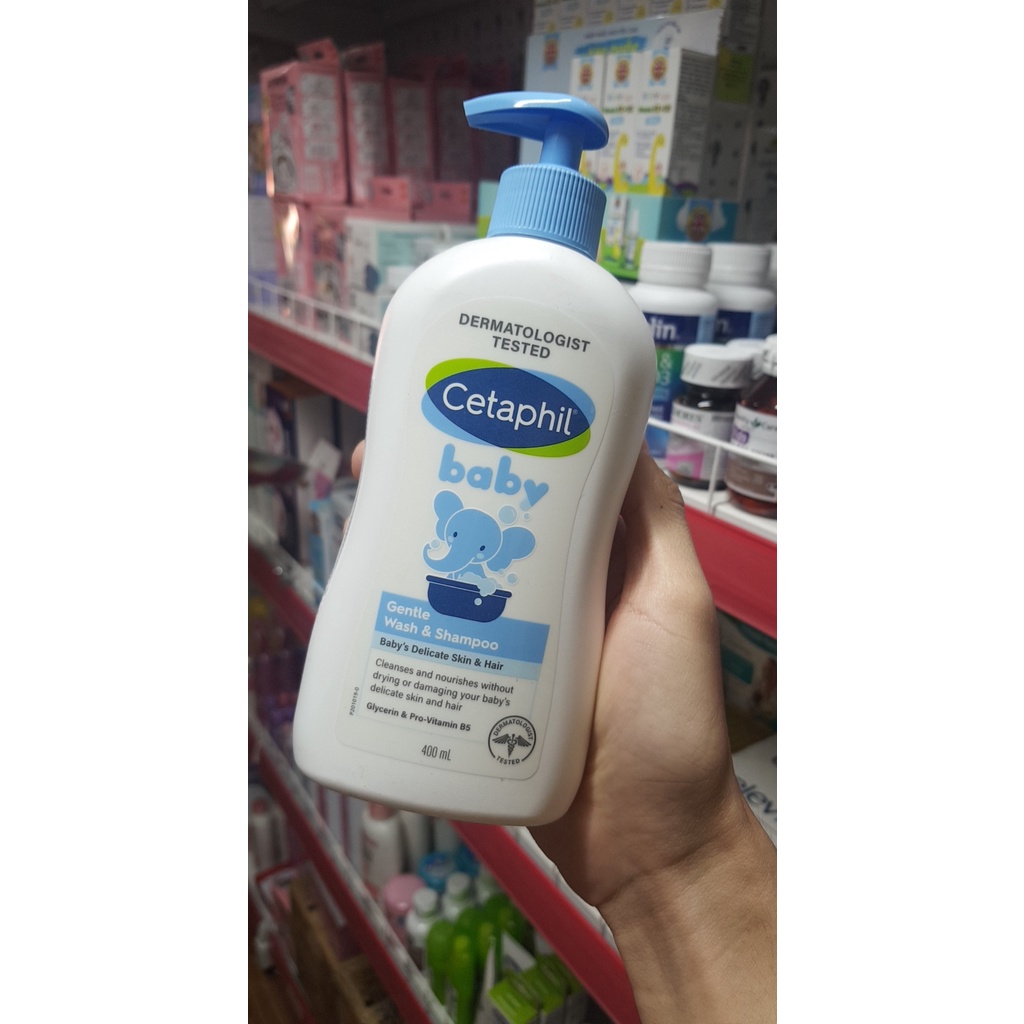 DERMATOLOGIST
TESTED
Cetaphil®
baby
Gentle
Wash & Shampoo
Baby's Delicate Skin & Hair
Cleanses and nourishes without
drying or damaging your baby's
delicate skin and hair
Glycerin & Pro-Vitamin B5
400 mL
DERMATOLOGIST
TESTED